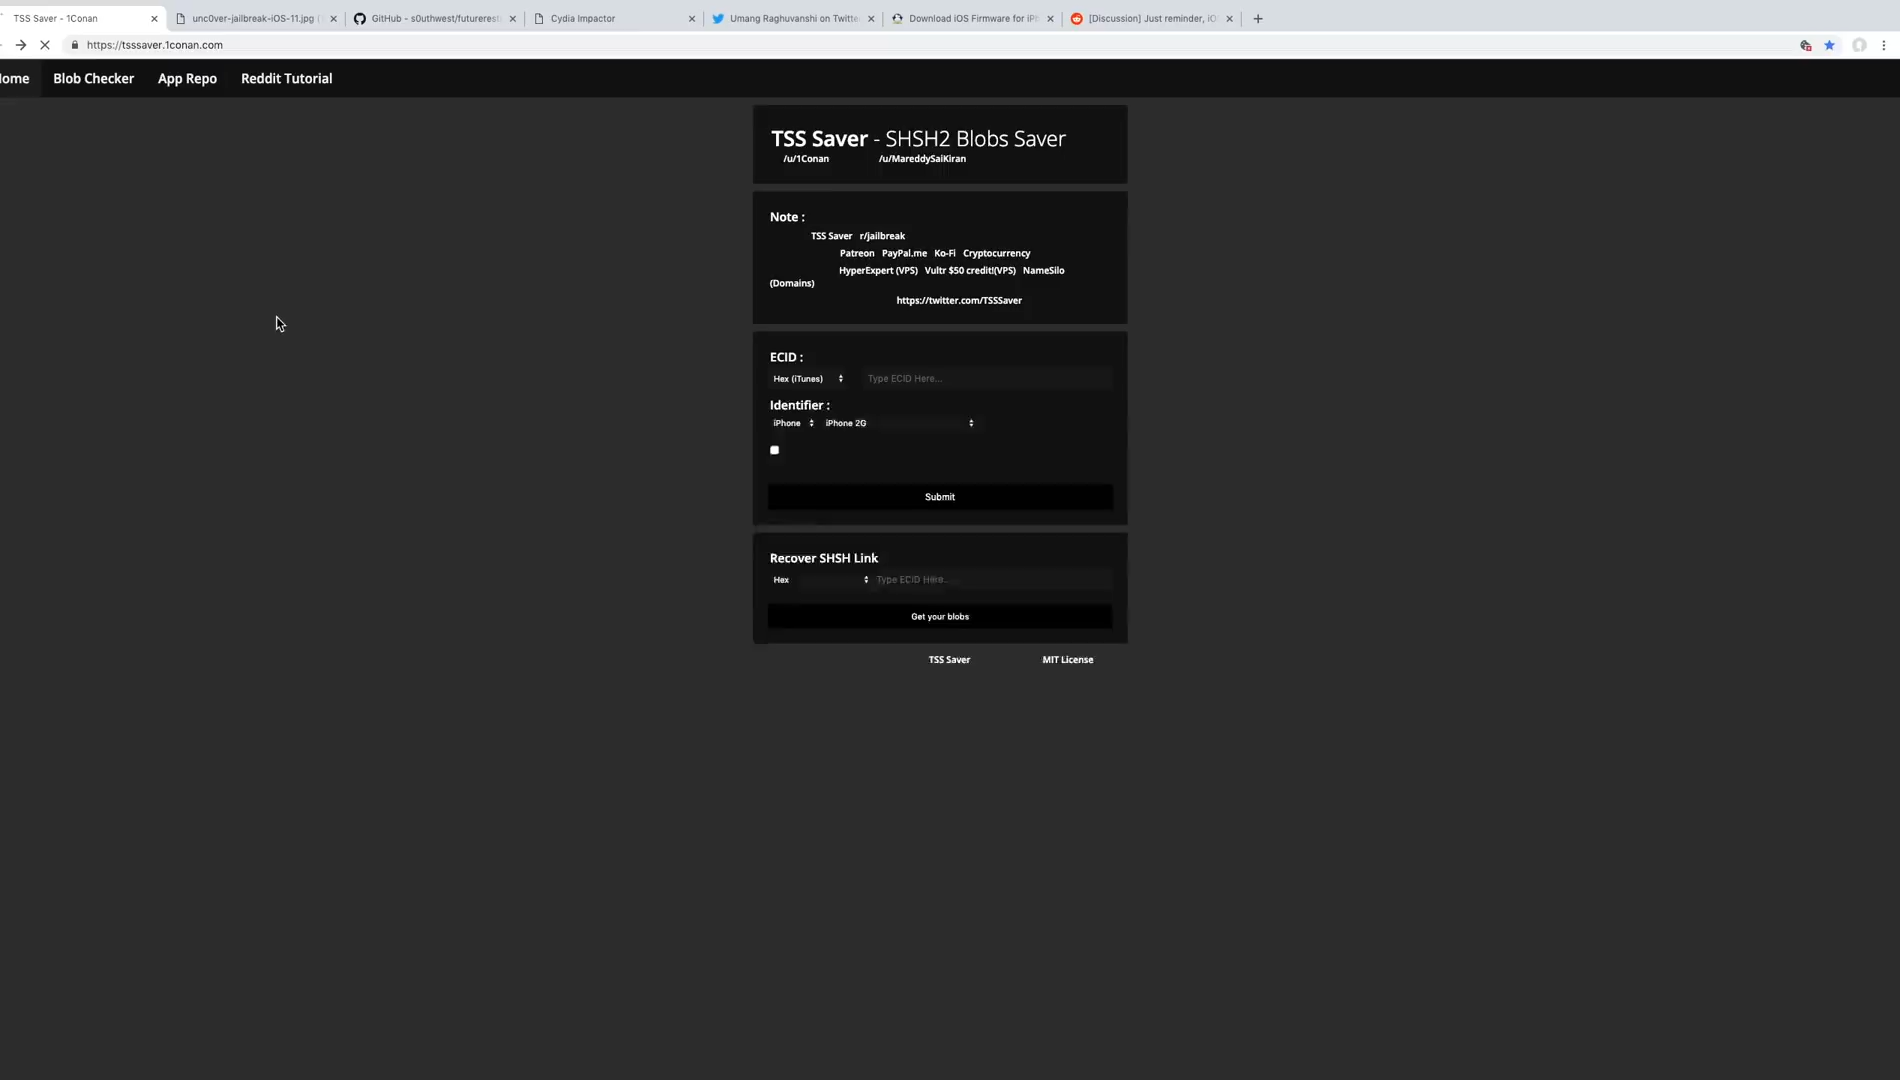 TSS Saver - 1Conan
unc0ver-jailbreak-iOS-11.jpg (
GitHub - s0uthwest/futurerest
Cydia Impactor
Umang Raghuvanshi on Twitte
Download iOS Firmware for iPh
[Discussion] Just reminder, iO
https://tsssaver.1conan.com
Home Blob Checker App Repo Reddit Tutorial
TSS Saver - SHSH2 Blobs Saver
/u/1Conan /u/MareddySaiKiran
Note :
TSS Saver r/jailbreak
Patreon PayPal.me Ko-Fi Cryptocurrency
HyperExpert (VPS) Vultr $50 credit!(VPS) NameSilo
(Domains)
https://twitter.com/TSSSaver
ECID :
Hex (iTunes) Type ECID Here...
Identifier :
iPhone iPhone 2G
Submit
Recover SHSH Link
Hex Type ECID Here...
Get your blobs
TSS Saver MIT License